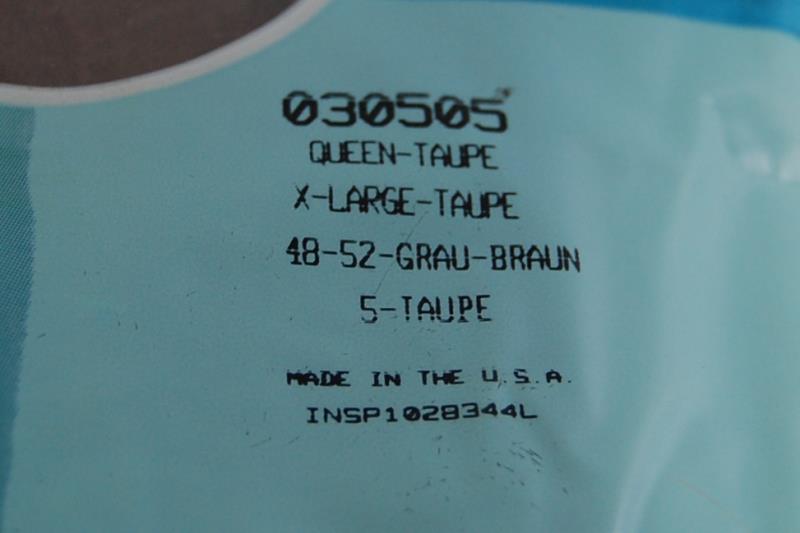 030505
QUEEN-TAUPE
X-LARGE-TAUPE
48-52-GRAU-BRAUN
5-TAUPE
MADE IN THE U.S.A.
INSP1028344L